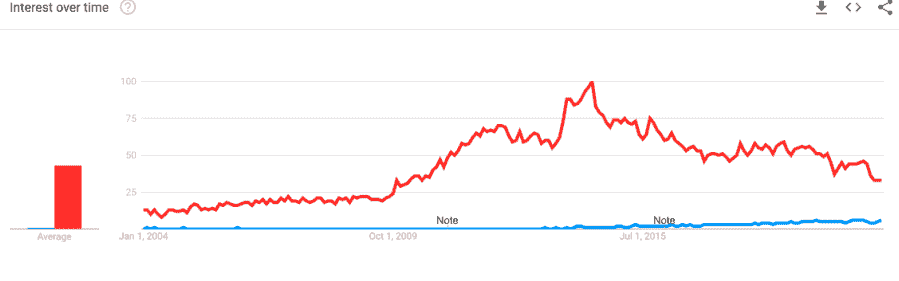 Interest over time
100
75
50
25
Note
Note
Average
Jan 1, 2004
Oct 1, 2009
Jul 1, 2015